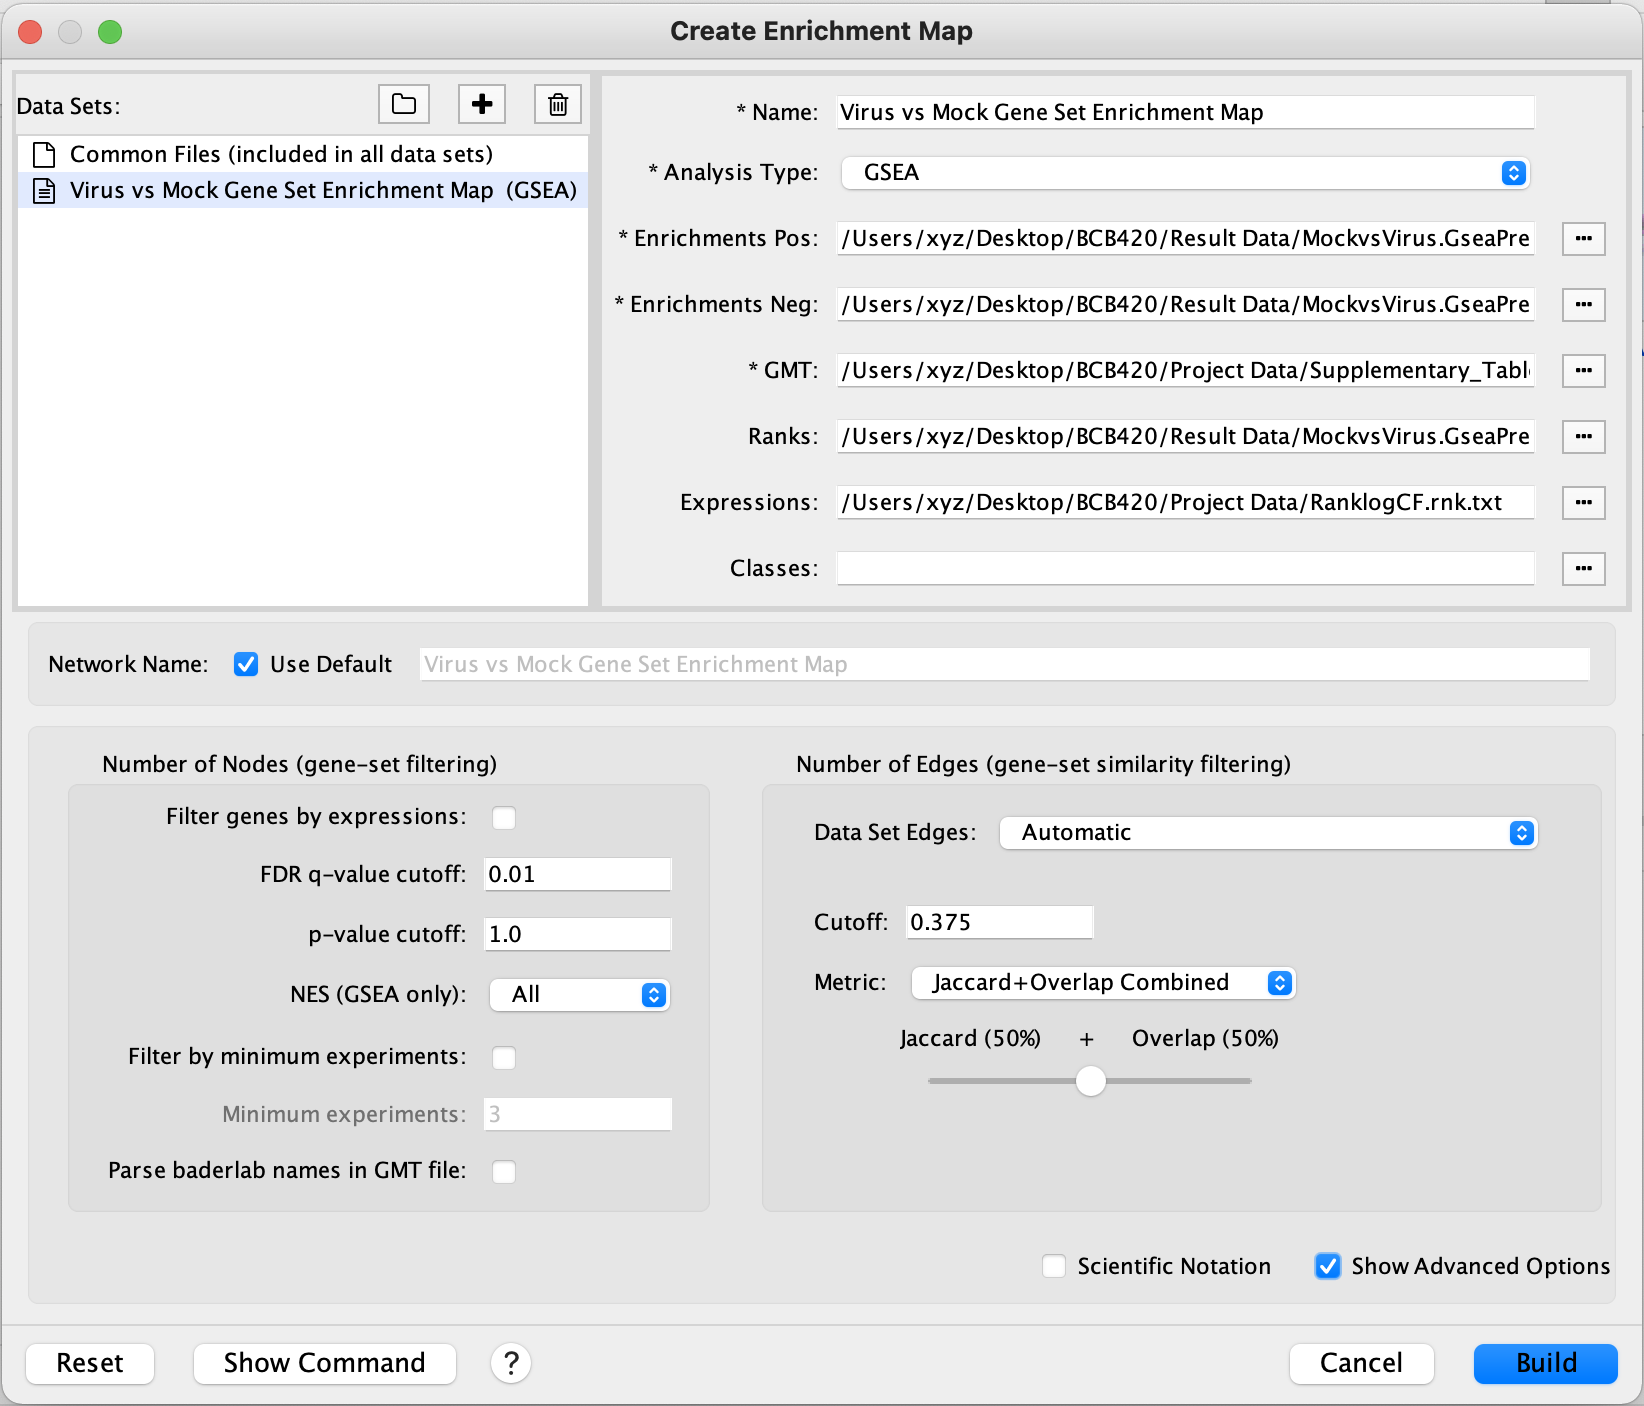 Create Enrichment Map
Data Sets:
Common Files (included in all data sets)
Virus vs Mock Gene Set Enrichment Map (GSEA)
* Name: Virus vs Mock Gene Set Enrichment Map
* Analysis Type: GSEA
* Enrichments Pos: /Users/xyz/Desktop/BCB420/Result Data/MockvsVirus.GseaPre
* Enrichments Neg: /Users/xyz/Desktop/BCB420/Result Data/MockvsVirus.GseaPre
* GMT: /Users/xyz/Desktop/BCB420/Project Data/Supplementary_Tabl
Ranks: /Users/xyz/Desktop/BCB420/Result Data/MockvsVirus.GseaPre
Expressions: /Users/xyz/Desktop/BCB420/Project Data/RanklogCF.rnk.txt
Classes:
Network Name: Use Default Virus vs Mock Gene Set Enrichment Map
Number of Nodes (gene-set filtering)
Filter genes by expressions:
FDR q-value cutoff: 0.01
p-value cutoff: 1.0
NES (GSEA only): All
Filter by minimum experiments:
Minimum experiments: 3
Parse baderlab names in GMT file:
Number of Edges (gene-set similarity filtering)
Data Set Edges: Automatic
Cutoff: 0.375
Metric: Jaccard+Overlap Combined
Jaccard (50%) + Overlap (50%)
Scientific Notation Show Advanced Options
Reset Show Command ? Cancel Build